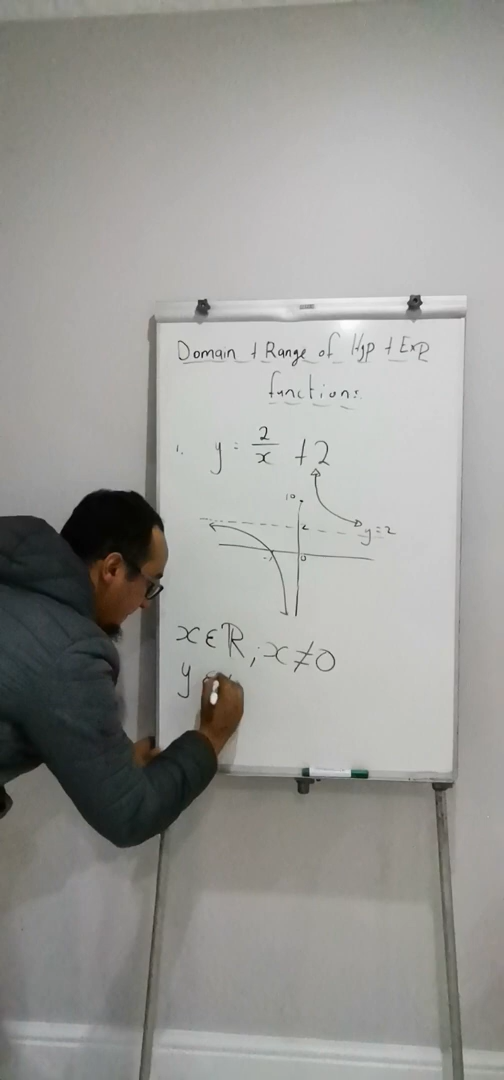 Domain + Range of Hyp + Exp
functions
1. y = 2/x + 2
10
2
y = 2
-1 0
x ∈ ℝ, x ≠ 0
y